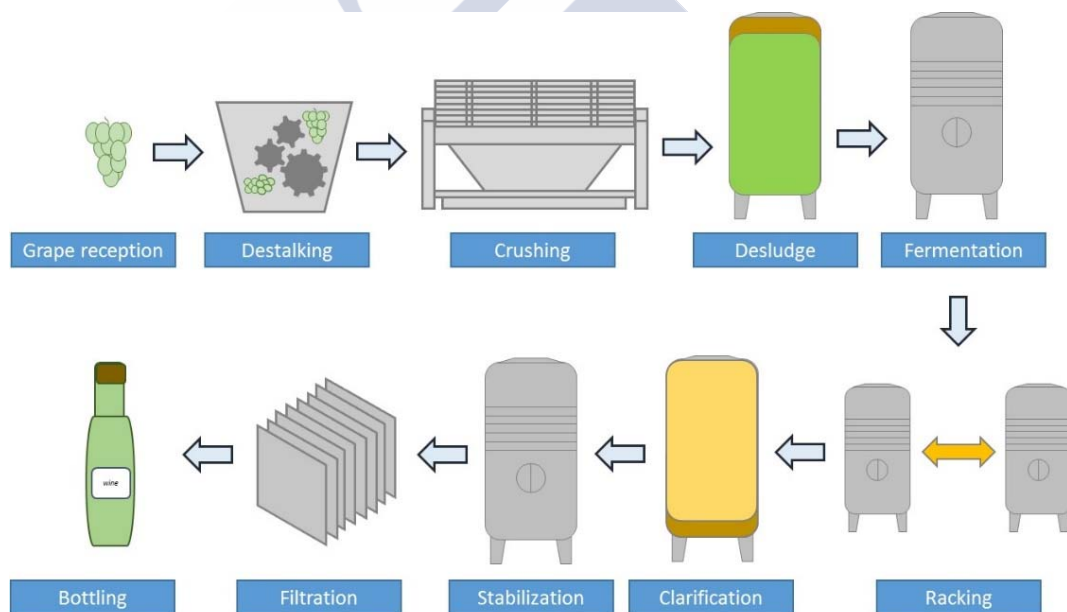 Grape reception
Destalking
Crushing
Desludge
Fermentation
wine
Bottling
Filtration
Stabilization
Clarification
Racking